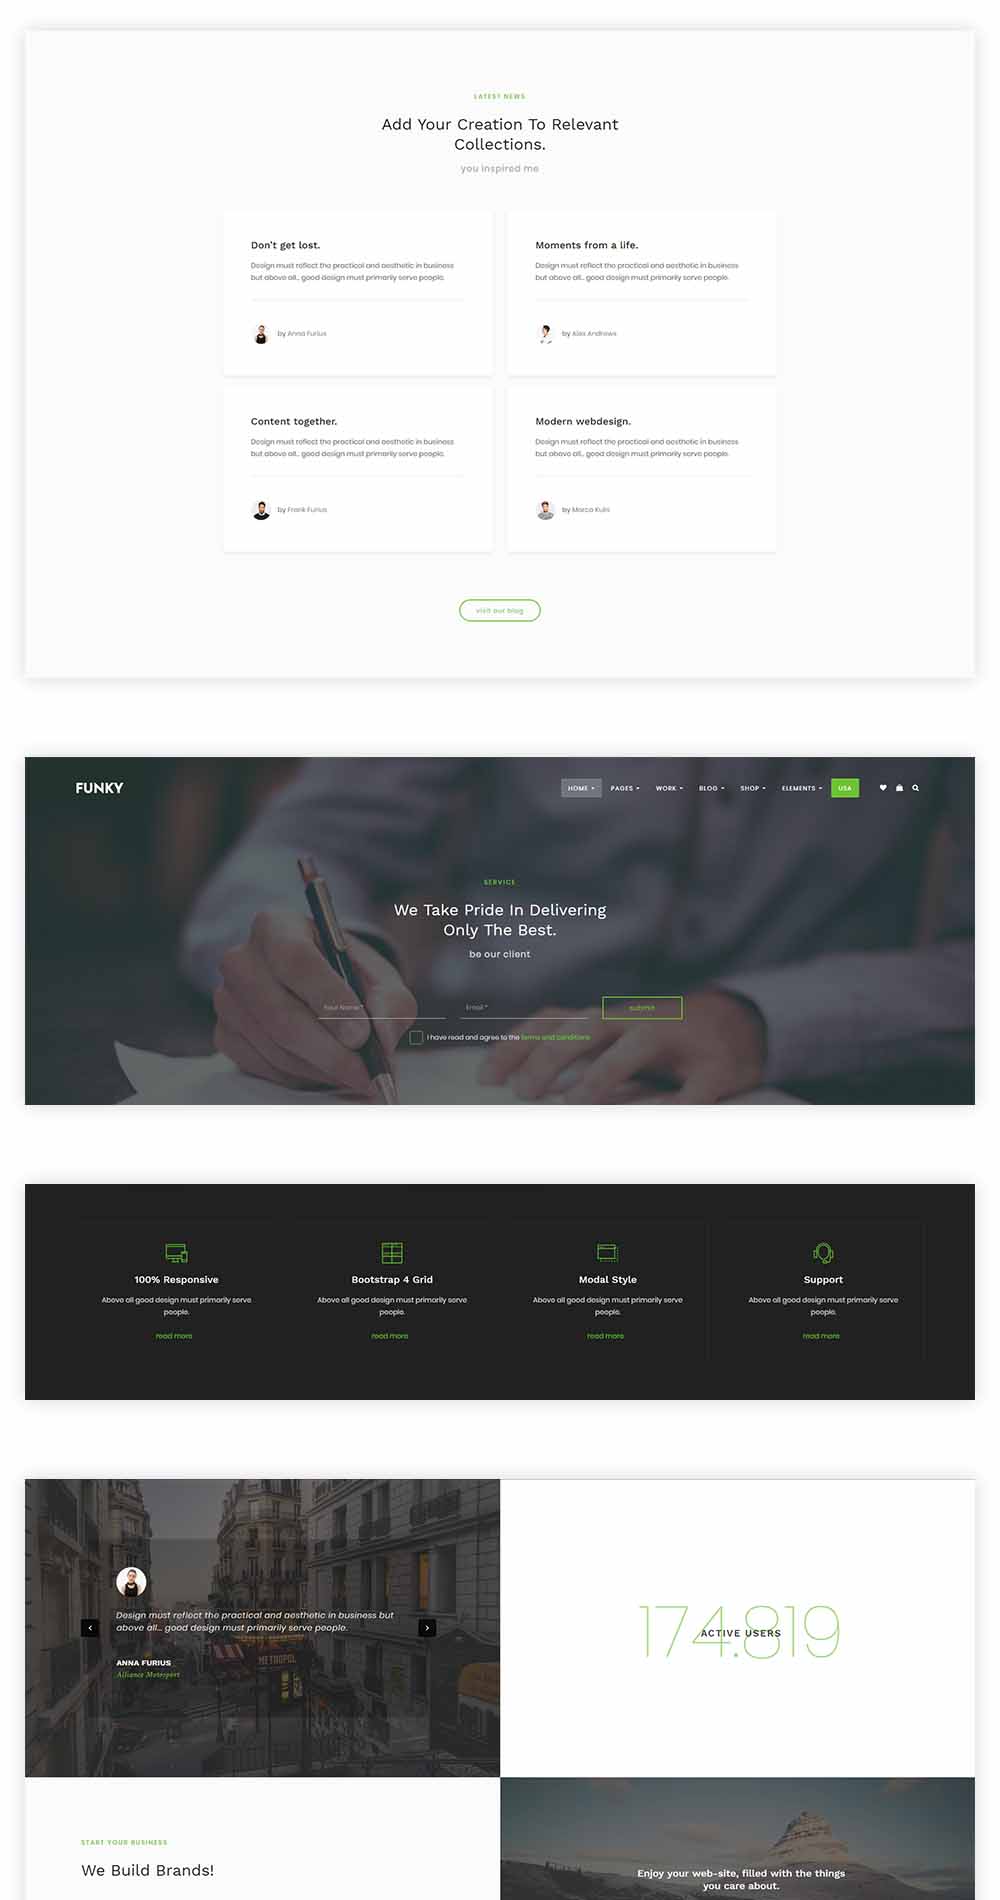 LATEST NEWS
Add Your Creation To Relevant
Collections.
you inspired me
Don't get lost.
Design must reflect the practical and aesthetic in business
but above all... good design must primarily serve people.
by Anna Furius
Moments from a life.
Design must reflect the practical and aesthetic in business
but above all... good design must primarily serve people.
by Alex Andrews
Content together.
Design must reflect the practical and aesthetic in business
but above all... good design must primarily serve people.
by Frank Furius
Modern webdesign.
Design must reflect the practical and aesthetic in business
but above all... good design must primarily serve people.
by Marco Kulis
visit our blog
FUNKY
HOME PAGES WORK BLOG SHOP ELEMENTS USA
SERVICE
We Take Pride In Delivering
Only The Best.
be our client
Your Name * Email * submit
I have read and agree to the terms and conditions
100% Responsive
Above all good design must primarily serve
people.
read more
Bootstrap 4 Grid
Above all good design must primarily serve
people.
read more
Modal Style
Above all good design must primarily serve
people.
read more
Support
Above all good design must primarily serve
people.
read more
Design must reflect the practical and aesthetic in business but
above all... good design must primarily serve people.
METROPOL
ANNA FURIUS
Alliance Motorsport
174.819
ACTIVE USERS
START YOUR BUSINESS
We Build Brands!
Enjoy your web-site, filled with the things
you care about.